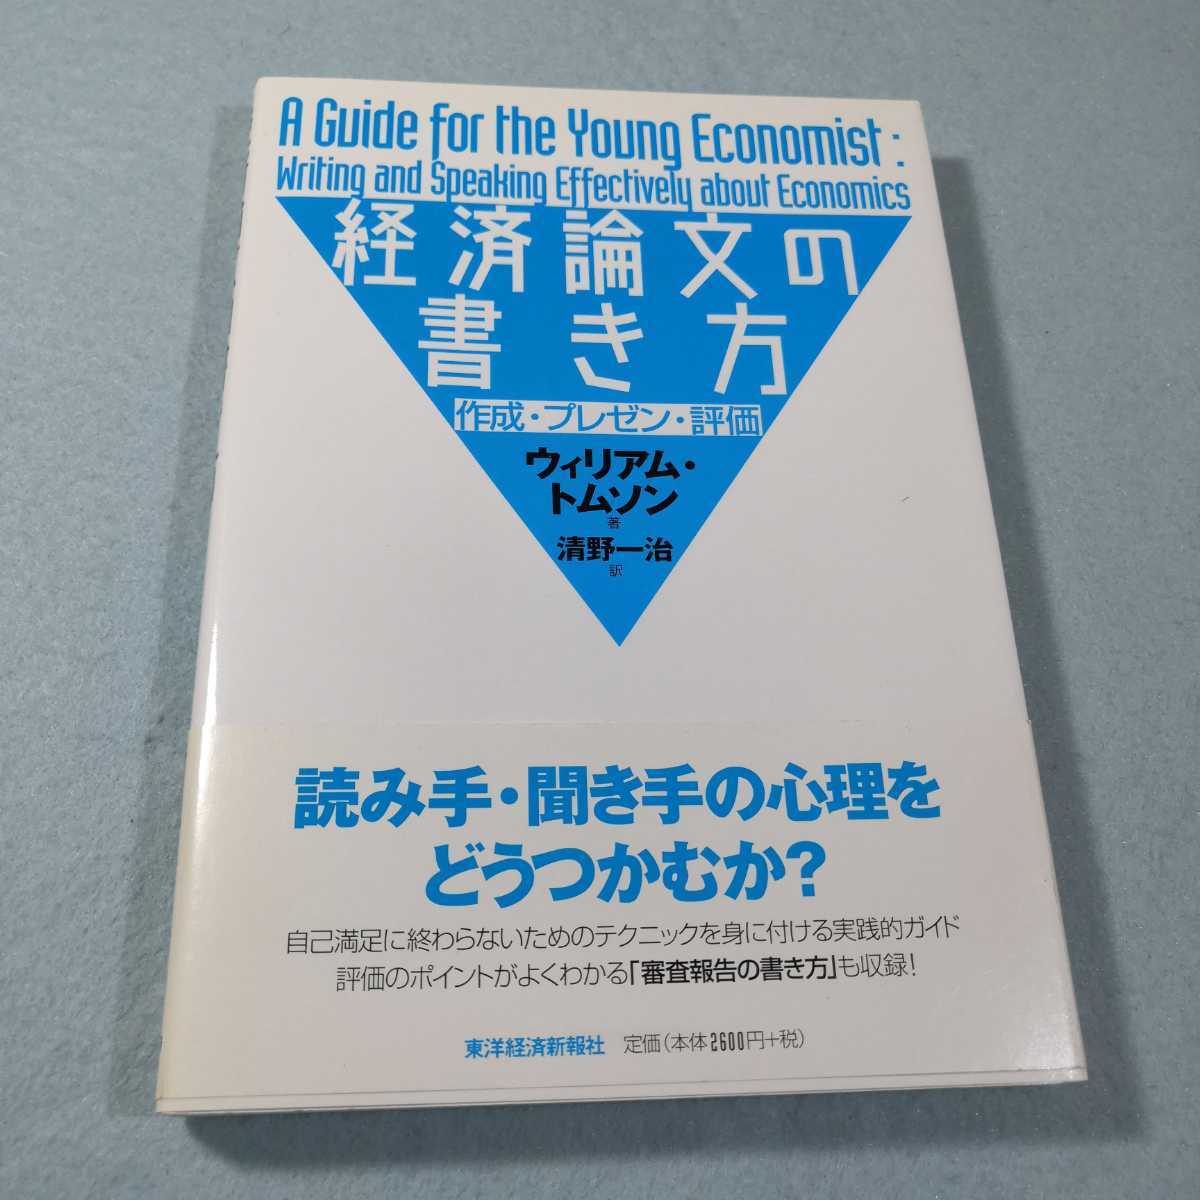 A Guide for the Young Economist:
Writing and Speaking Effectively about Economics
経済論文の
書き方
作成・プレゼン・評価
ウィリアム・
トムソン
著
清野一治
訳
読み手・聞き手の心理を
どうつかむか?
自己満足に終わらないためのテクニックを身に付ける実践的ガイド
評価のポイントがよくわかる「審査報告の書き方」も収録!
東洋経済新報社 定価(本体2600円+税)